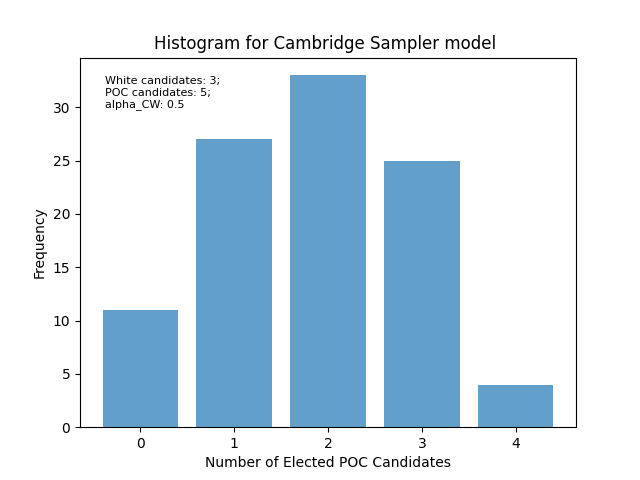 Histogram for Cambridge Sampler model
White candidates: 3;
POC candidates: 5;
alpha_CW: 0.5
Frequency
30
25
20
15
10
5
0
0 1 2 3 4
Number of Elected POC Candidates